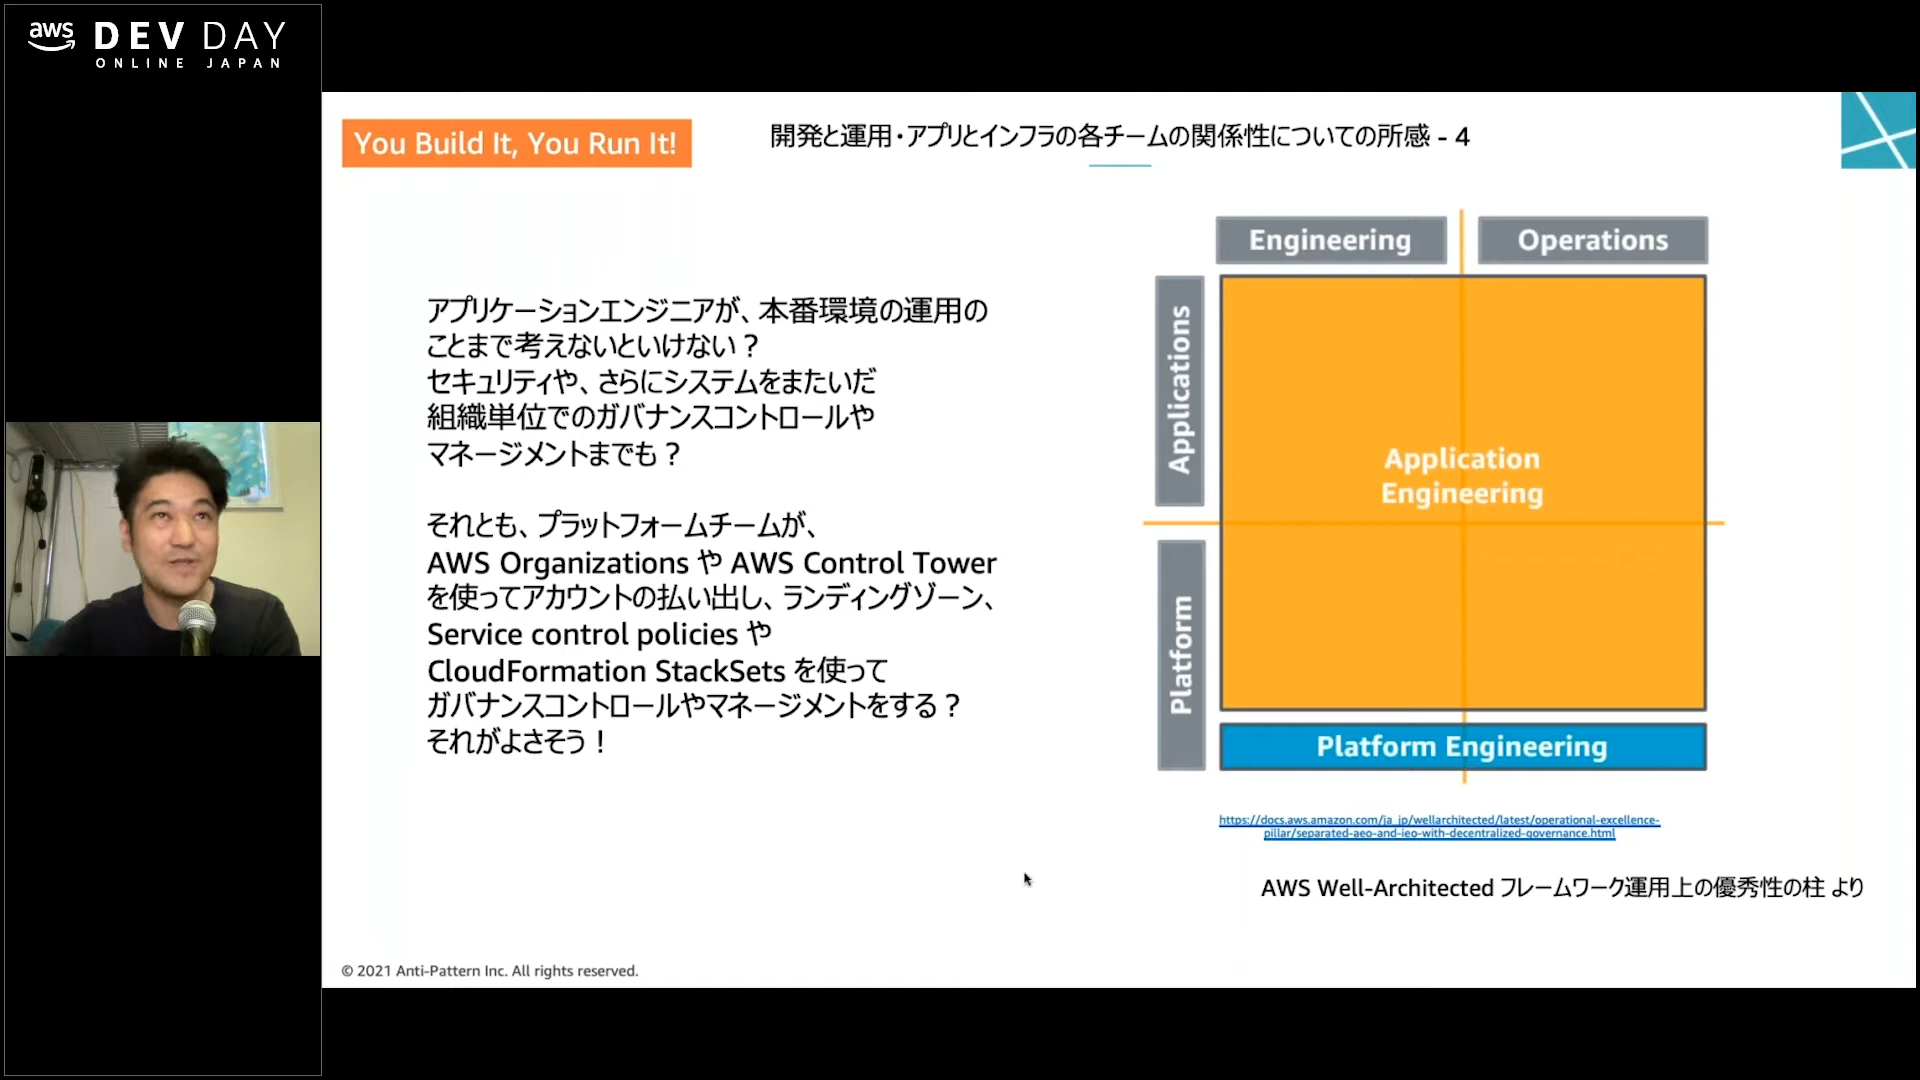 aws DEV DAY
ONLINE JAPAN
You Build It, You Run It!
開発と運用・アプリとインフラの各チームの関係性についての所感 - 4
アプリケーションエンジニアが、本番環境の運用の
ことまで考えないといけない？
セキュリティや、さらにシステムをまたいだ
組織単位でのガバナンスコントロールや
マネージメントまでも？
それとも、プラットフォームチームが、
AWS Organizations や AWS Control Tower
を使ってアカウントの払い出し、ランディングゾーン、
Service control policies や
CloudFormation StackSets を使って
ガバナンスコントロールやマネージメントをする？
それがよさそう！
Engineering
Operations
Applications
Application
Engineering
Platform
Platform Engineering
https://docs.aws.amazon.com/ja_jp/wellarchitected/latest/operational-excellence-
pillar/separated-aeo-and-ieo-with-decentralized-governance.html
AWS Well-Architected フレームワーク運用上の優秀性の柱 より
© 2021 Anti-Pattern Inc. All rights reserved.